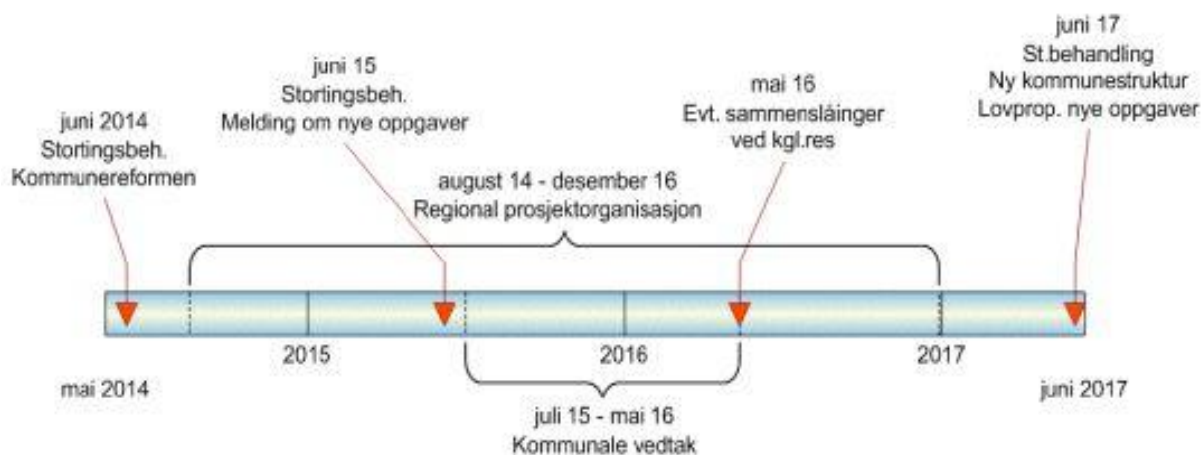 juni 2014
Stortingsbeh.
Kommunereformen
juni 15
Stortingsbeh.
Melding om nye oppgaver
august 14 - desember 16
Regional prosjektorganisasjon
mai 16
Evt. sammenslåinger
ved kgl.res
juni 17
St.behandling
Ny kommunestruktur
Lovprop. nye oppgaver
2015
2016
2017
mai 2014
juni 2017
juli 15 - mai 16
Kommunale vedtak